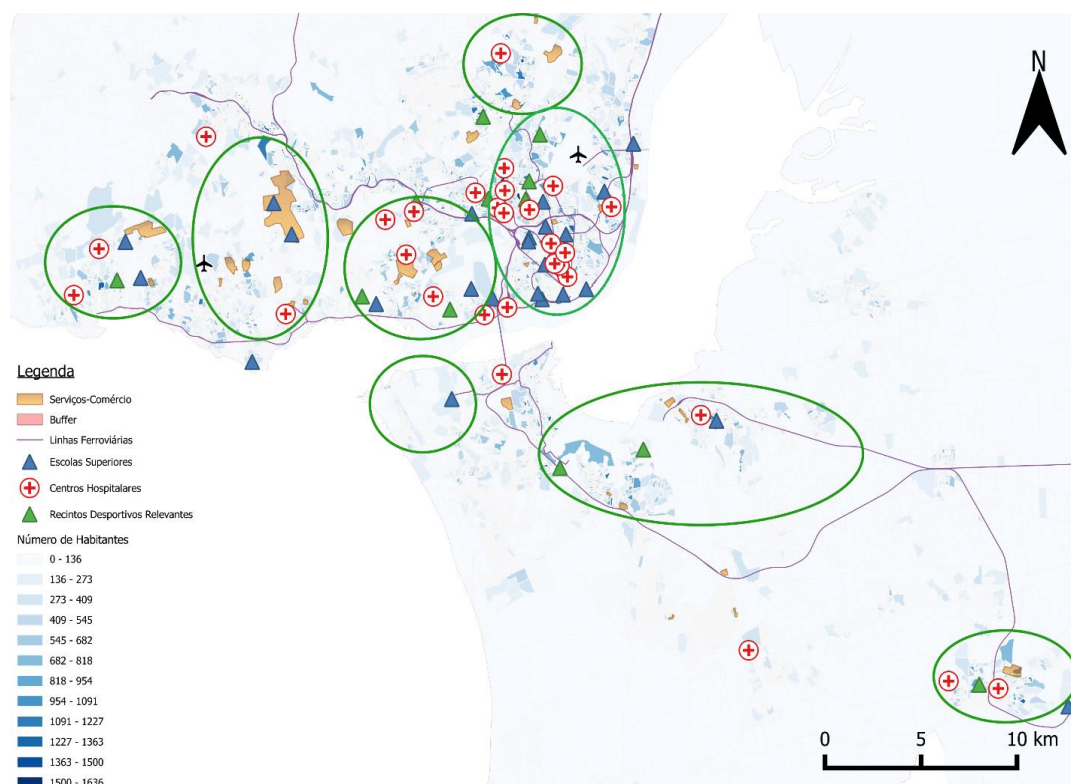 N
Legenda
Serviços-Comércio
Buffer
Linhas Ferroviárias
Escolas Superiores
Centros Hospitalares
Recintos Desportivos Relevantes
Número de Habitantes
0 - 136
136 - 273
273 - 409
409 - 545
545 - 682
682 - 818
818 - 954
954 - 1091
1091 - 1227
1227 - 1363
1363 - 1500
1500 - 1636
0 5 10 km